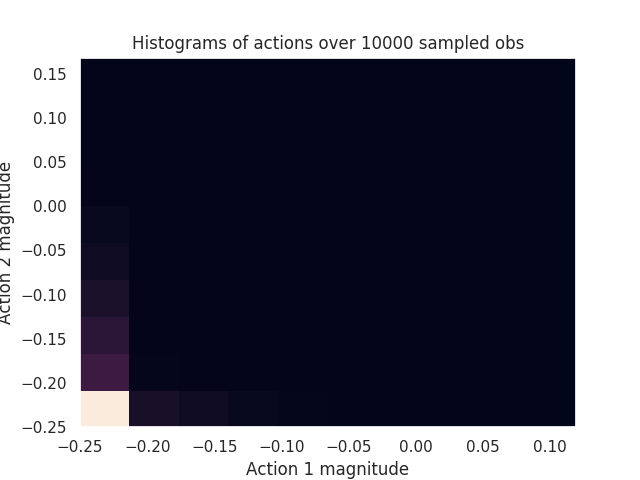 Histograms of actions over 10000 sampled obs
0.15
0.10
0.05
0.00
−0.05
−0.10
−0.15
−0.20
−0.25
Action 2 magnitude
−0.25 −0.20 −0.15 −0.10 −0.05 0.00 0.05 0.10
Action 1 magnitude